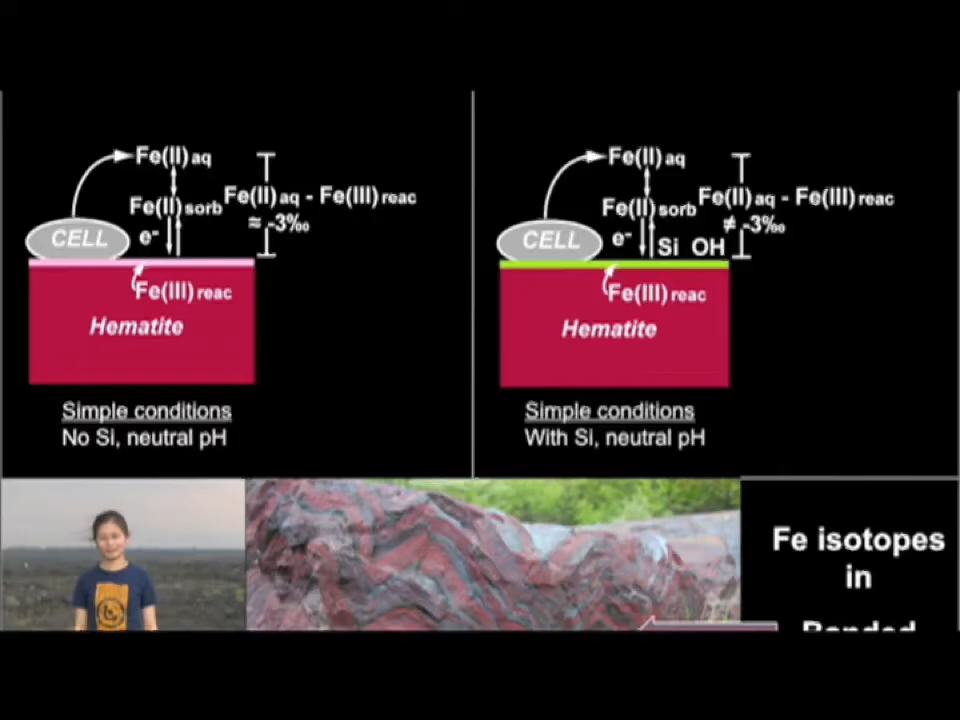 Fe(II) aq
Fe(II) sorb
Fe(II) aq - Fe(III) reac
≈ -3‰
CELL
e-
Fe(III) reac
Hematite
Simple conditions
No Si, neutral pH
Fe(II) aq
Fe(II) sorb
Fe(II) aq - Fe(III) reac
≠ -3‰
CELL
e-
Si OH
Fe(III) reac
Hematite
Simple conditions
With Si, neutral pH
Fe isotopes
in
Banded